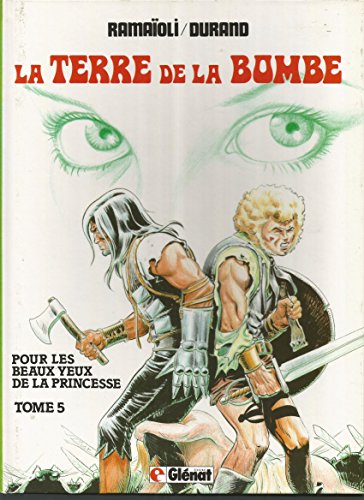 RAMAÏOLI/DURAND
LA TERRE DE LA BOMBE
POUR LES
BEAUX YEUX
DE LA PRINCESSE
TOME 5
Glénat